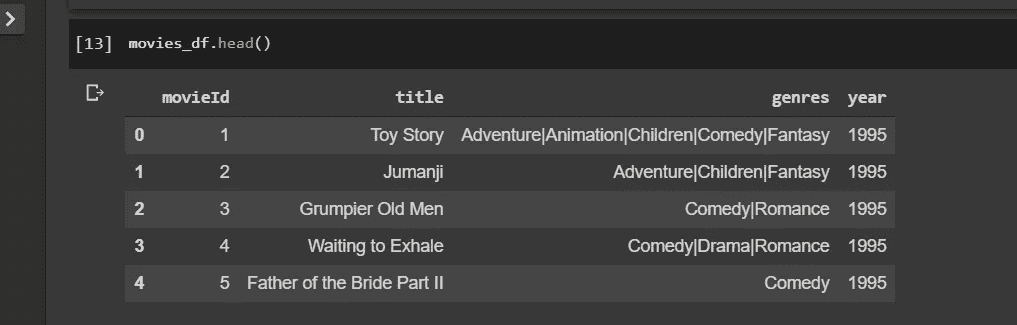 [13] movies_df.head()
movieId title genres year
0 1 Toy Story Adventure|Animation|Children|Comedy|Fantasy 1995
1 2 Jumanji Adventure|Children|Fantasy 1995
2 3 Grumpier Old Men Comedy|Romance 1995
3 4 Waiting to Exhale Comedy|Drama|Romance 1995
4 5 Father of the Bride Part II Comedy 1995